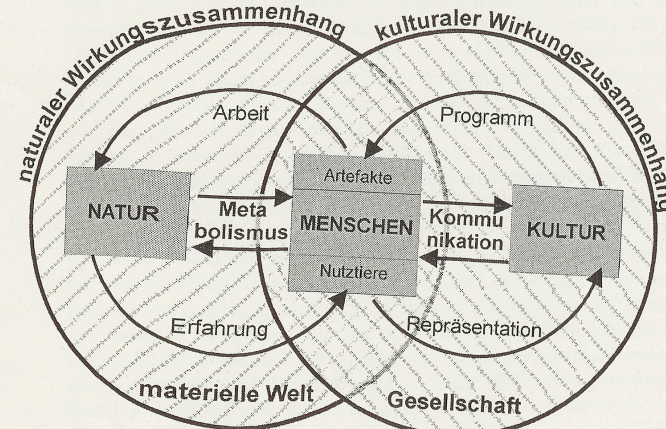 naturaler Wirkungszusammenhang
kulturaler Wirkungszusammenhang
Arbeit
Programm
NATUR
Meta
bolismus
Artefakte
MENSCHEN
Nutztiere
Kommu
nikation
KULTUR
Erfahrung
Repräsentation
materielle Welt
Gesellschaft